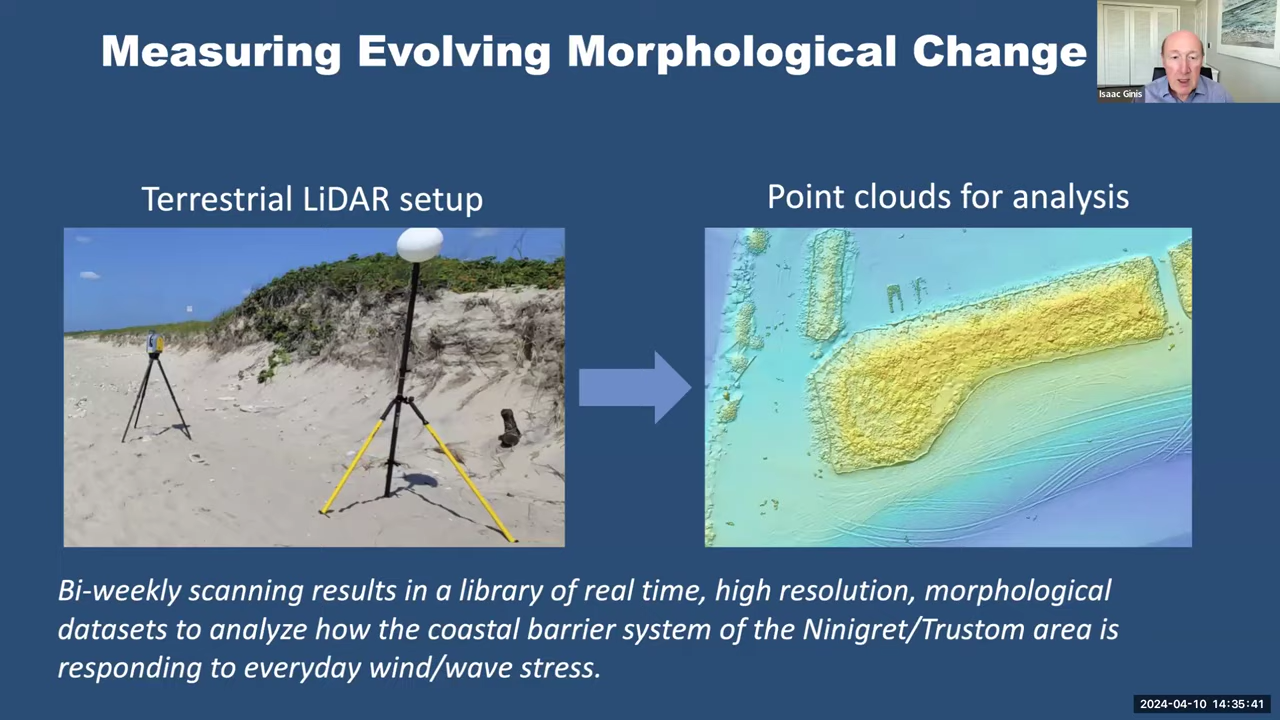 Measuring Evolving Morphological Change
Isaac Ginis
Terrestrial LiDAR setup
Point clouds for analysis
Bi-weekly scanning results in a library of real time, high resolution, morphological
datasets to analyze how the coastal barrier system of the Ninigret/Trustom area is
responding to everyday wind/wave stress.
2024-04-10 14:35:41